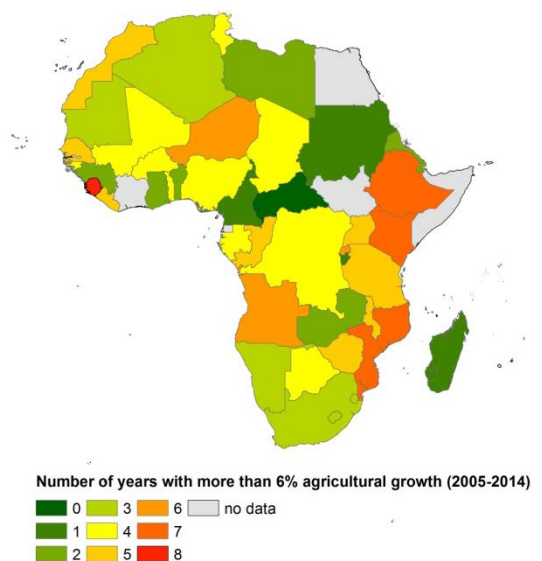 Number of years with more than 6% agricultural growth (2005-2014)
0 3 6 no data
1 4 7
2 5 8